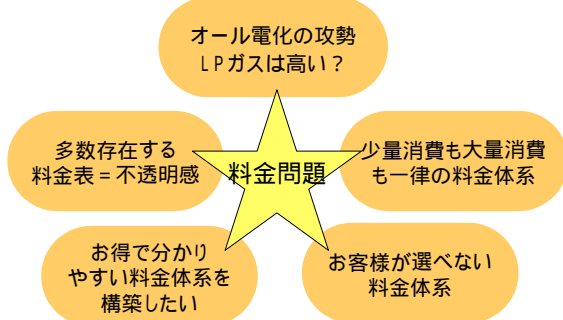 オール電化の攻勢
LPガスは高い？
多数存在する
料金表=不透明感
料金問題
少量消費も大量消費
も一律の料金体系
お得で分かり
やすい料金体系を
構築したい
お客様が選べない
料金体系